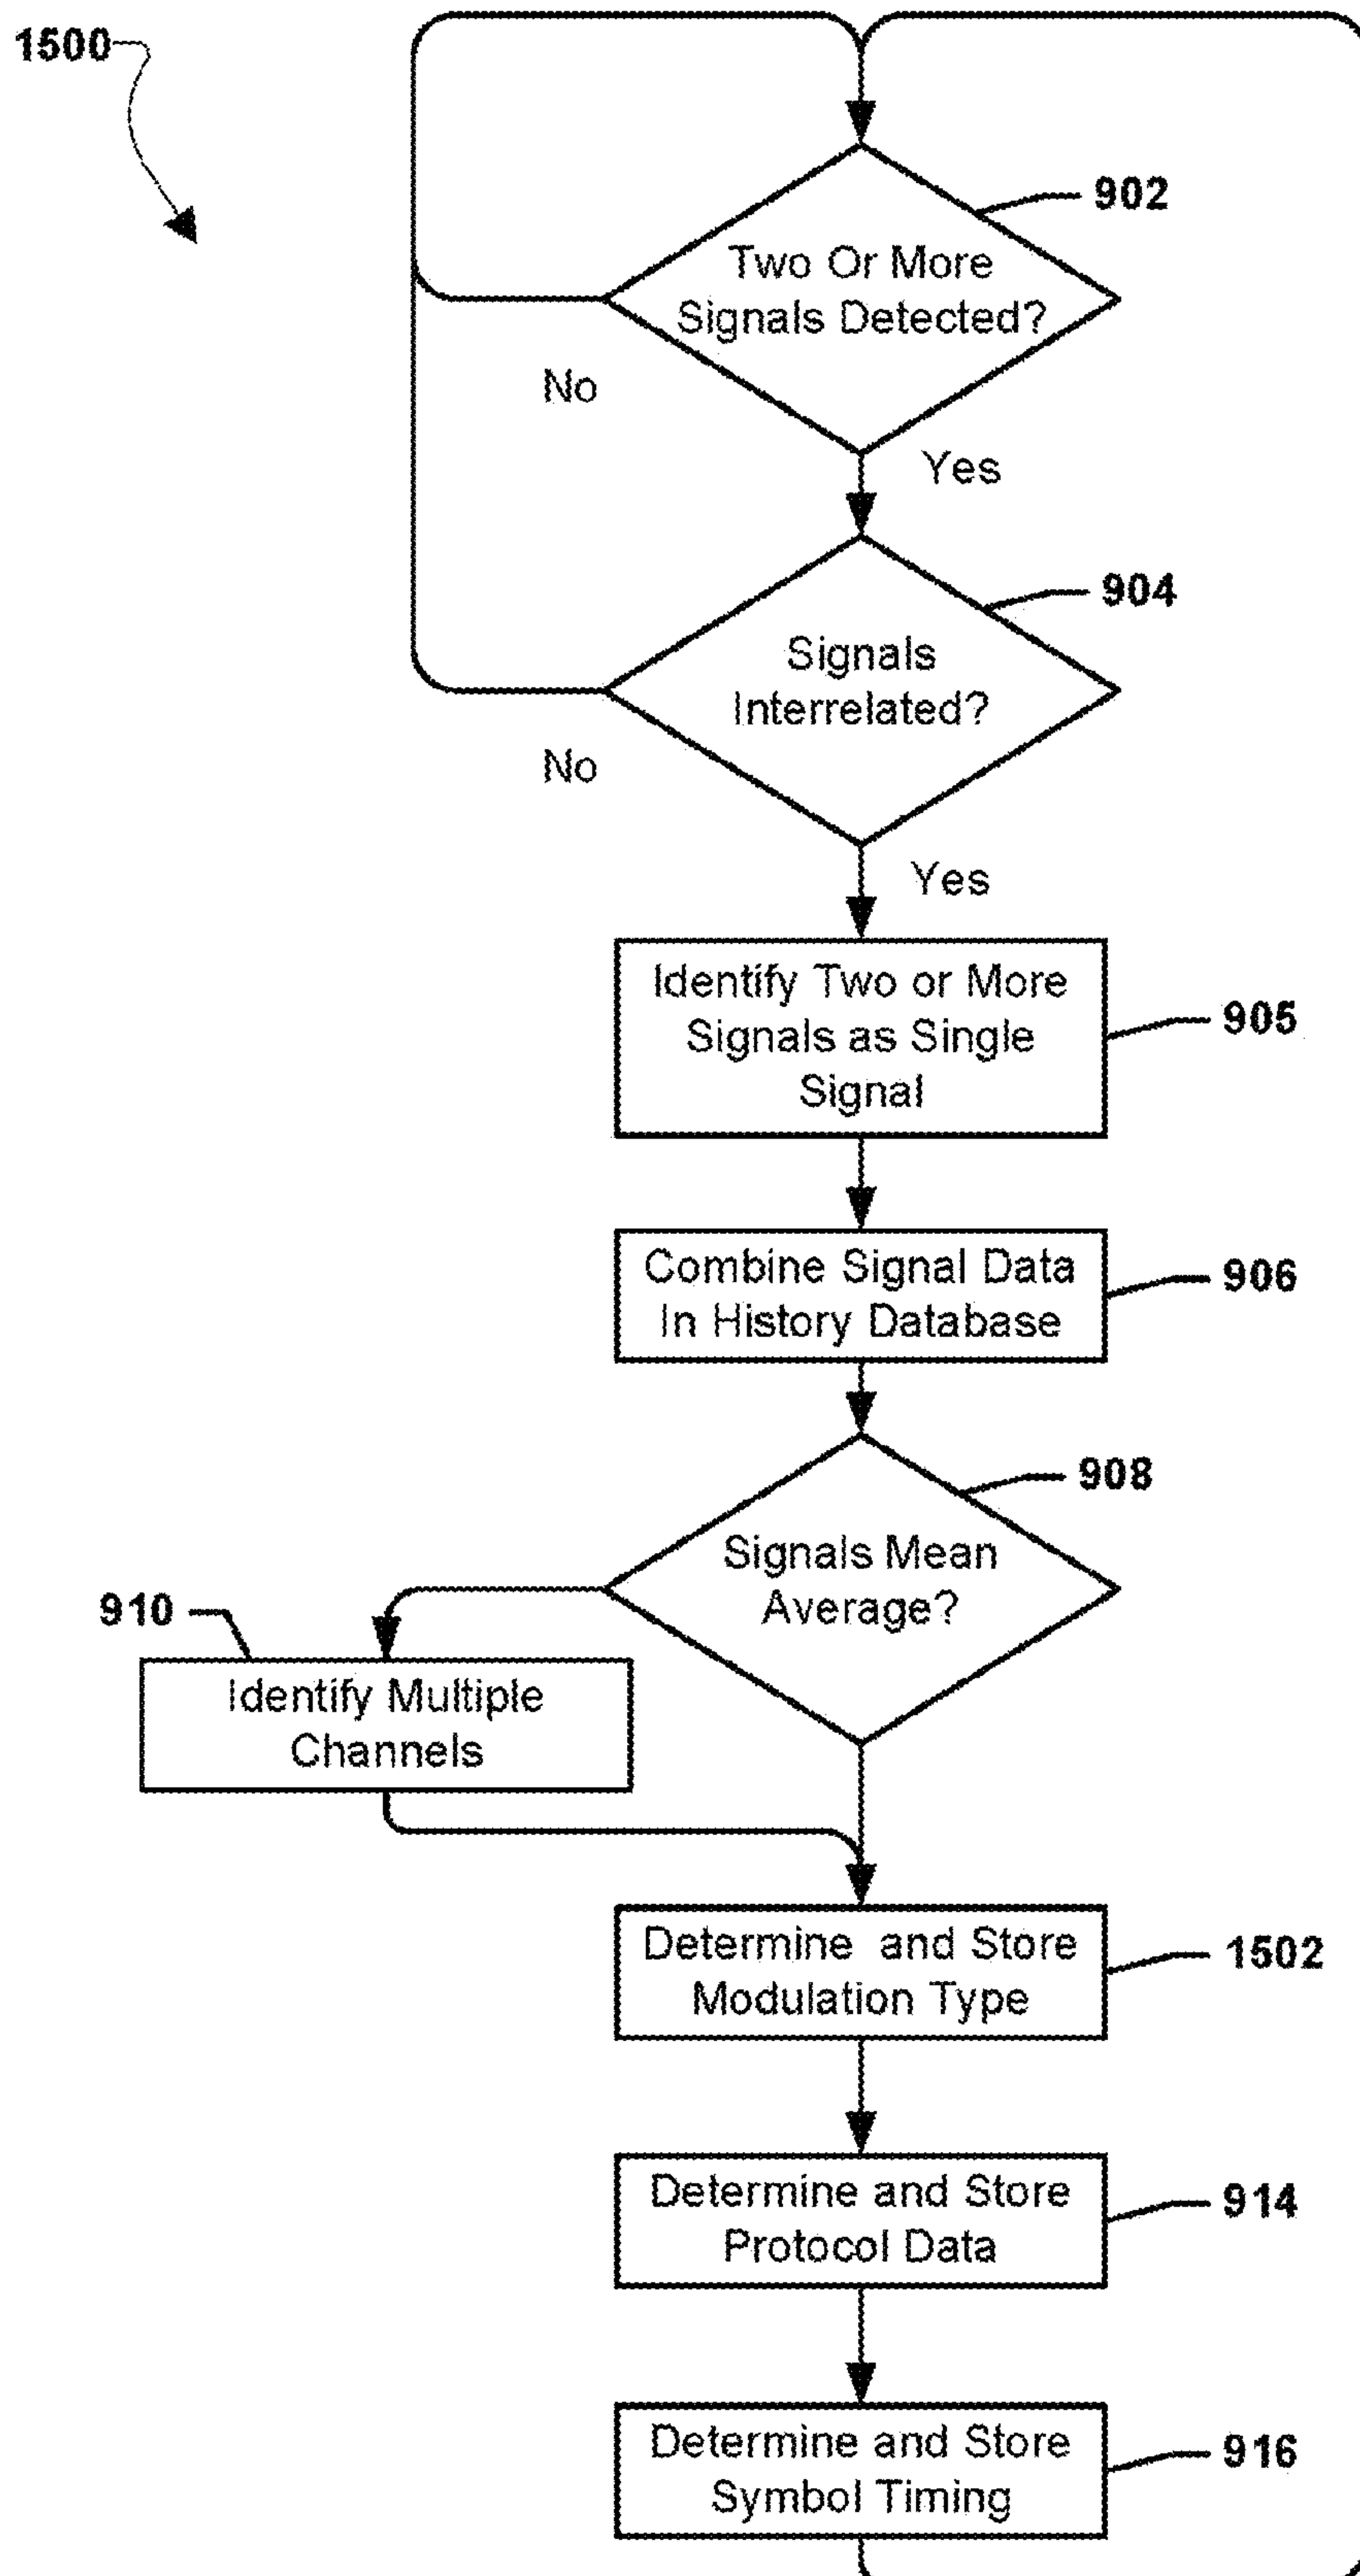 1500
902
Two Or More
Signals Detected?
No
Yes
904
Signals
Interrelated?
No
Yes
Identify Two or More
Signals as Single
Signal
905
Combine Signal Data
In History Database
906
908
Signals Mean
Average?
910
Identify Multiple
Channels
Determine and Store
Modulation Type
1502
Determine and Store
Protocol Data
914
Determine and Store
Symbol Timing
916